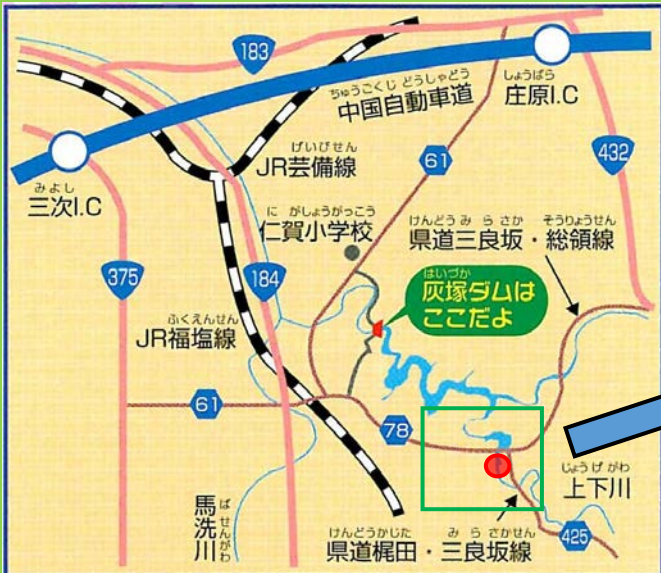 183
ちゅうごくじ どうしゃどう
中国自動車道
しょうばら
庄原I.C
みよし
三次I.C
げいびせん
JR芸備線
61
432
に がしょうがっこう
仁賀小学校
けんどう み ら さか そうりょうせん
県道三良坂・総領線
375
184
はいづか
灰塚ダムは
ここだよ
ふくえんせん
JR福塩線
61
78
じょうげ がわ
上下川
ば せんがわ
馬洗川
けんどうかじた み ら さかせん
県道梶田・三良坂線
425